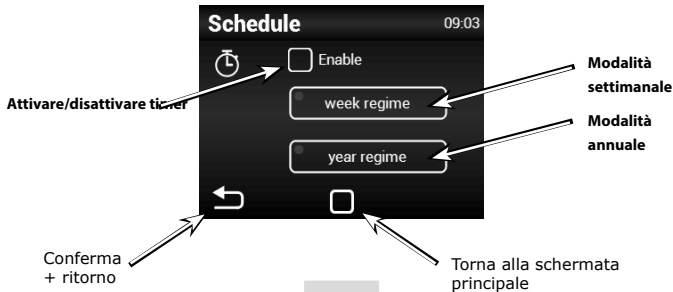 Schedule 09:03
Enable
Attivare/disattivare timer
week regime
Modalità
settimanale
year regime
Modalità
annuale
Conferma
+ ritorno
Torna alla schermata
principale